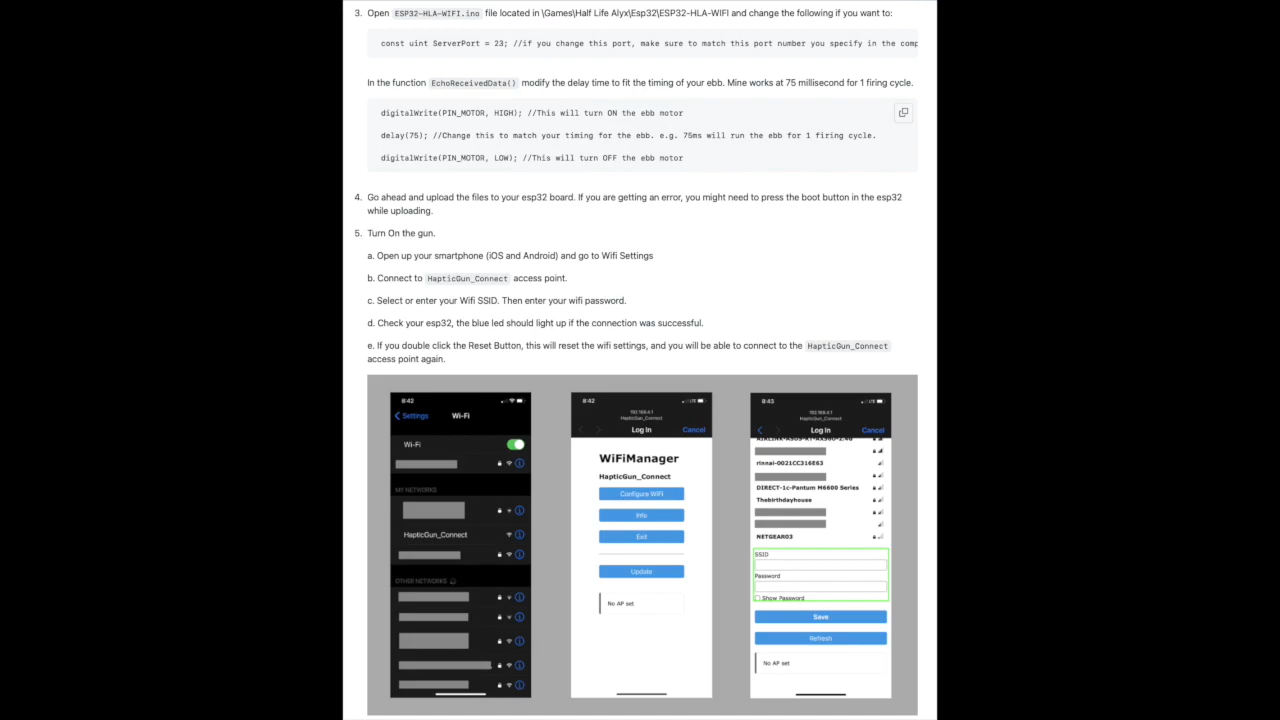 3. Open ESP32-HLA-WIFI.ino file located in \Games\Half Life Alyx\Esp32\ESP32-HLA-WIFI and change the following if you want to:
const uint ServerPort = 23; //if you change this port, make sure to match this port number you specify in the comp
In the function EchoReceivedData() modify the delay time to fit the timing of your ebb. Mine works at 75 millisecond for 1 firing cycle.
digitalWrite(PIN_MOTOR, HIGH); //This will turn ON the ebb motor
delay(75); //Change this to match your timing for the ebb. e.g. 75ms will run the ebb for 1 firing cycle.
digitalWrite(PIN_MOTOR, LOW); //This will turn OFF the ebb motor
4. Go ahead and upload the files to your esp32 board. If you are getting an error, you might need to press the boot button in the esp32
while uploading.
5. Turn On the gun.
a. Open up your smartphone (iOS and Android) and go to Wifi Settings
b. Connect to HapticGun_Connect access point.
c. Select or enter your Wifi SSID. Then enter your wifi password.
d. Check your esp32, the blue led should light up if the connection was successful.
e. If you double click the Reset Button, this will reset the wifi settings, and you will be able to connect to the HapticGun_Connect
access point again.
8:42
Settings Wi-Fi
Wi-Fi
MY NETWORKS
HapticGun_Connect
OTHER NETWORKS
8:42 LTE
192.168.4.1
HapticGun_Connect
Log In Cancel
WiFiManager
HapticGun_Connect
Configure WiFi
Info
Exit
Update
No AP set
8:43 LTE
192.168.4.1
HapticGun_Connect
Log In Cancel
rinnai-0021CC316E63
DIRECT-1c-Pantum M6600 Series
Thebirthdayhouse
NETGEAR03
SSID
Password
Show Password
Save
Refresh
No AP set